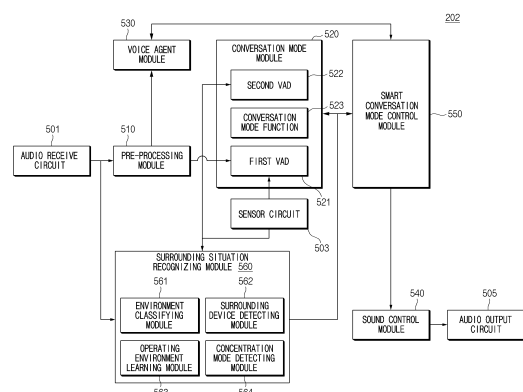 202
530
VOICE AGENT
MODULE
520
CONVERSATION MODE
MODULE
SECOND VAD
522
CONVERSATION
MODE FUNCTION
523
FIRST VAD
521
SMART
CONVERSATION
MODE CONTROL
MODULE
550
501
AUDIO RECEIVE
CIRCUIT
510
PRE-PROCESSING
MODULE
SENSOR CIRCUIT
503
SURROUNDING SITUATION
RECOGNIZING MODULE 560
561
ENVIRONMENT
CLASSIFYING
MODULE
562
SURROUNDING
DEVICE DETECTING
MODULE
OPERATING
ENVIRONMENT
LEARNING MODULE
CONCENTRATION
MODE DETECTING
MODULE
563
564
540
SOUND CONTROL
MODULE
505
AUDIO OUTPUT
CIRCUIT